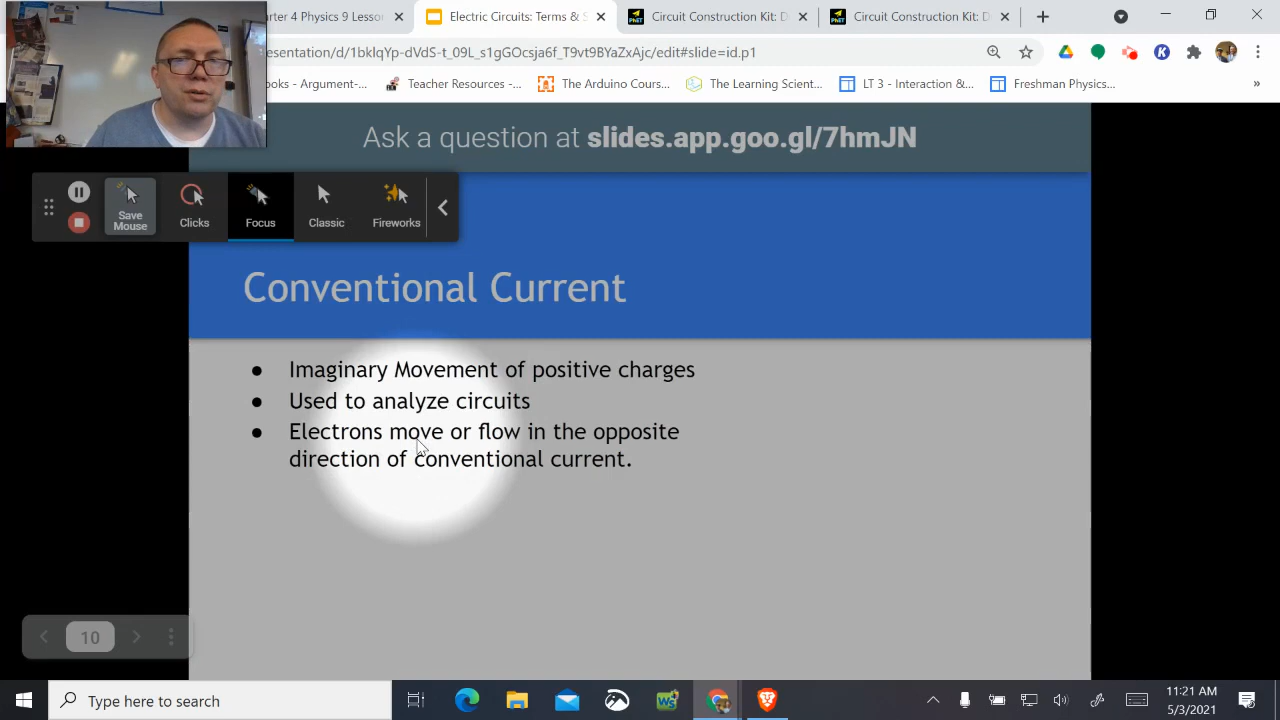 arter 4 Physics 9 Lesso
Electric Circuits: Terms & S
Circuit Construction Kit: D
Circuit Construction Kit: D
esentation/d/1bklqYp-dVdS-t_09L_s1gGOcsja6f_T9vt9BYaZxAjc/edit#slide=id.p1
ooks - Argument-...
Teacher Resources -...
The Arduino Cours...
The Learning Scient...
LT 3 - Interaction &...
Freshman Physics...
»
Ask a question at slides.app.goo.gl/7hmJN
Save Mouse
Clicks
Focus
Classic
Fireworks
Conventional Current
● Imaginary Movement of positive charges
● Used to analyze circuits
● Electrons move or flow in the opposite
direction of conventional current.
10
Type here to search
11:21 AM
5/3/2021